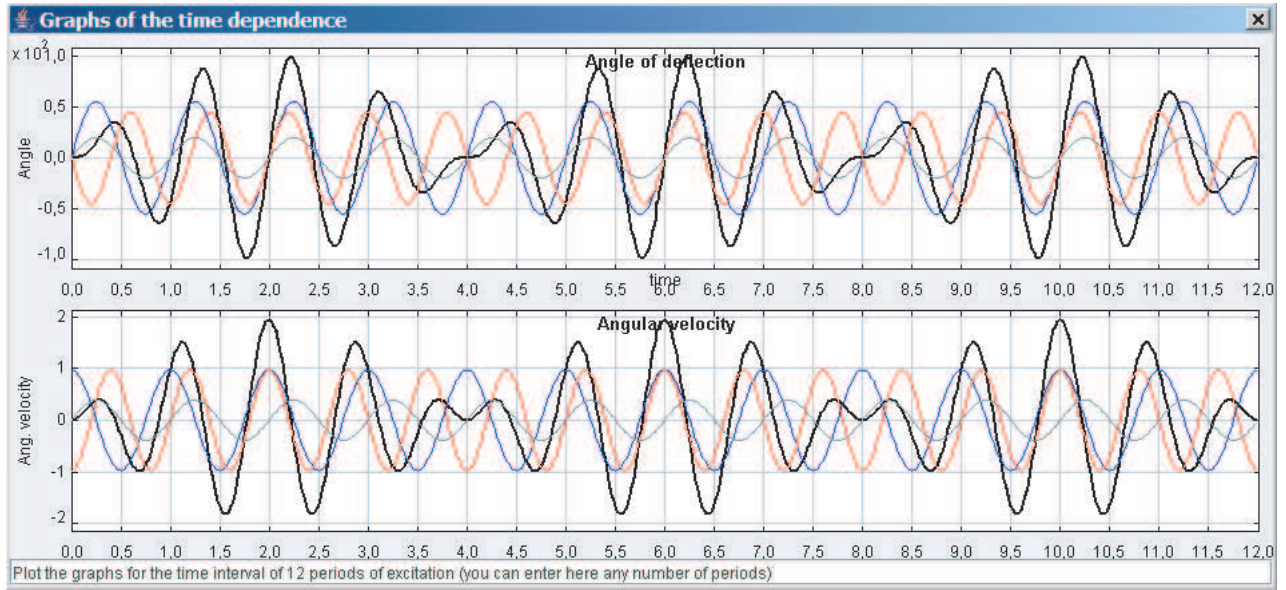 Graphs of the time dependence
x 10² 1,0
Angle of deflection
0,5
0,0
-0,5
-1,0
Angle
time
0,0 0,5 1,0 1,5 2,0 2,5 3,0 3,5 4,0 4,5 5,0 5,5 6,0 6,5 7,0 7,5 8,0 8,5 9,0 9,5 10,0 10,5 11,0 11,5 12,0
Angular velocity
2
1
0
-1
-2
Ang. velocity
0,0 0,5 1,0 1,5 2,0 2,5 3,0 3,5 4,0 4,5 5,0 5,5 6,0 6,5 7,0 7,5 8,0 8,5 9,0 9,5 10,0 10,5 11,0 11,5 12,0
Plot the graphs for the time interval of 12 periods of excitation (you can enter here any number of periods)